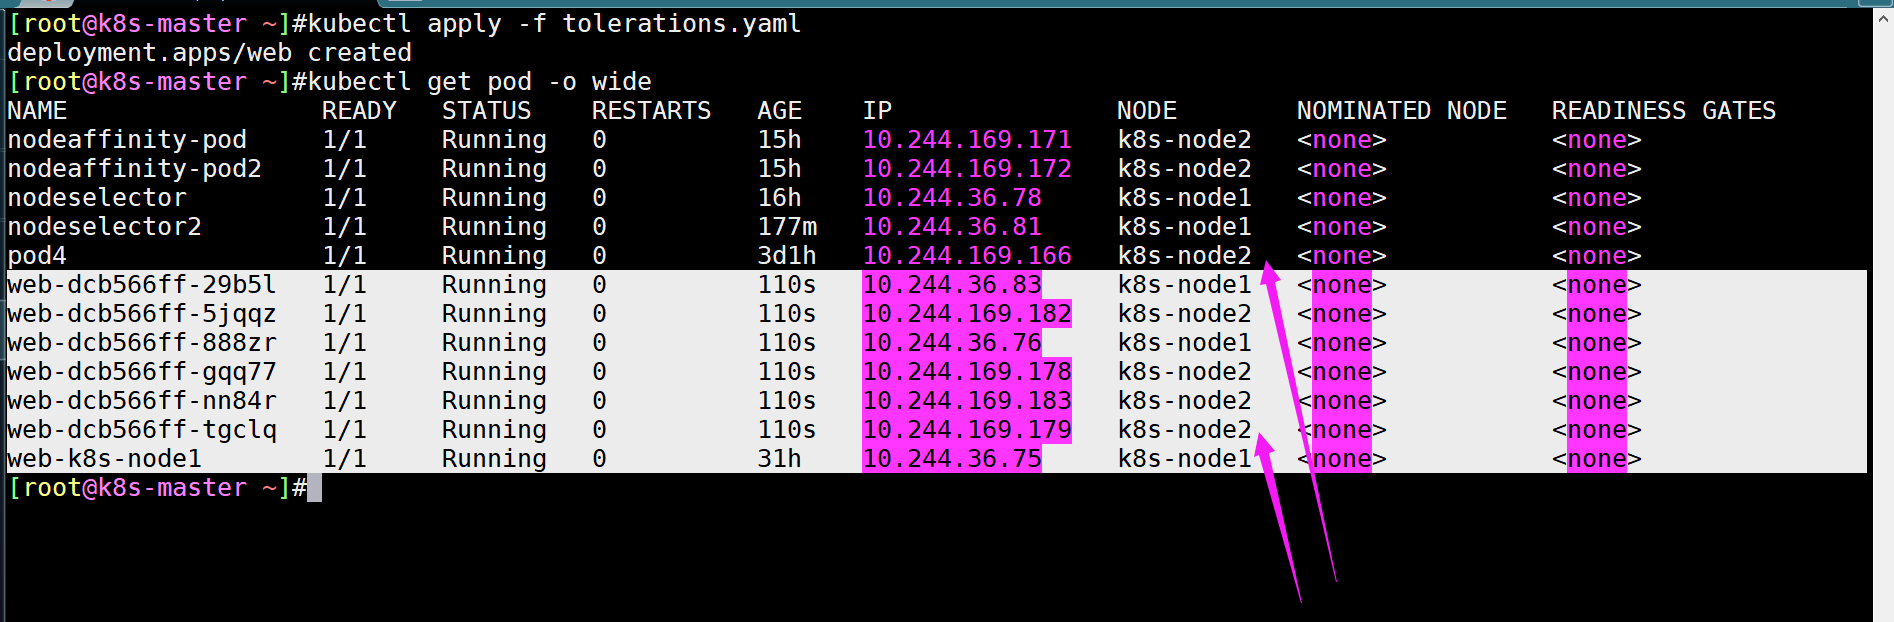 [root@k8s-master ~]#kubectl apply -f tolerations.yaml
deployment.apps/web created
[root@k8s-master ~]#kubectl get pod -o wide
NAME READY STATUS RESTARTS AGE IP NODE NOMINATED NODE READINESS GATES
nodeaffinity-pod 1/1 Running 0 15h 10.244.169.171 k8s-node2 <none> <none>
nodeaffinity-pod2 1/1 Running 0 15h 10.244.169.172 k8s-node2 <none> <none>
nodeselector 1/1 Running 0 16h 10.244.36.78 k8s-node1 <none> <none>
nodeselector2 1/1 Running 0 177m 10.244.36.81 k8s-node1 <none> <none>
pod4 1/1 Running 0 3d1h 10.244.169.166 k8s-node2 <none> <none>
web-dcb566ff-29b5l 1/1 Running 0 110s 10.244.36.83 k8s-node1 <none> <none>
web-dcb566ff-5jqqz 1/1 Running 0 110s 10.244.169.182 k8s-node2 <none> <none>
web-dcb566ff-888zr 1/1 Running 0 110s 10.244.36.76 k8s-node1 <none> <none>
web-dcb566ff-gqq77 1/1 Running 0 110s 10.244.169.178 k8s-node2 <none> <none>
web-dcb566ff-nn84r 1/1 Running 0 110s 10.244.169.183 k8s-node2 <none> <none>
web-dcb566ff-tgclq 1/1 Running 0 110s 10.244.169.179 k8s-node2 <none> <none>
web-k8s-node1 1/1 Running 0 31h 10.244.36.75 k8s-node1 <none> <none>
[root@k8s-master ~]#